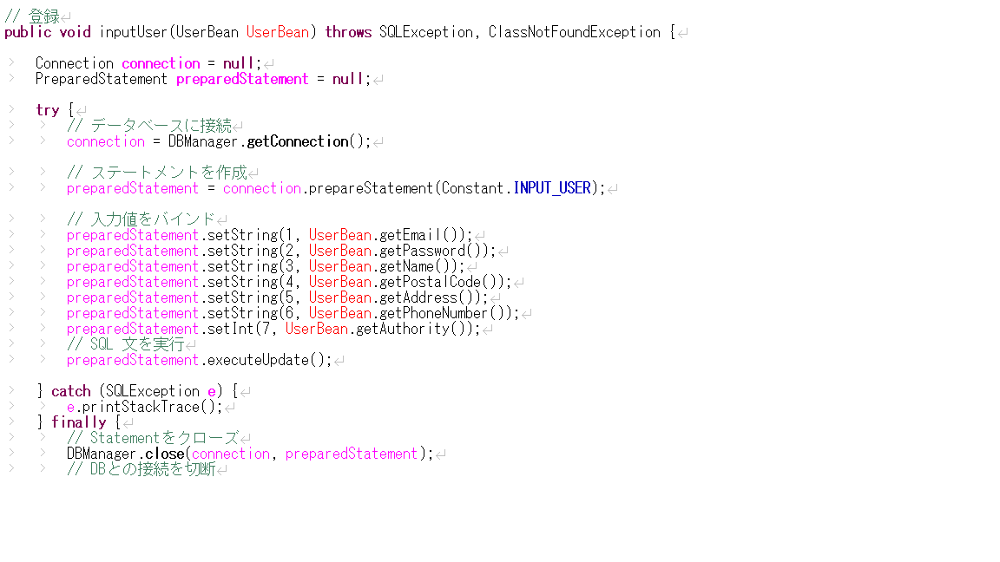 // 登録
public void inputUser(UserBean UserBean) throws SQLException, ClassNotFoundException {
Connection connection = null;
PreparedStatement preparedStatement = null;
try {
// データベースに接続
connection = DBManager.getConnection();
// ステートメントを作成
preparedStatement = connection.prepareStatement(Constant.INPUT_USER);
// 入力値をバインド
preparedStatement.setString(1, UserBean.getEmail());
preparedStatement.setString(2, UserBean.getPassword());
preparedStatement.setString(3, UserBean.getName());
preparedStatement.setString(4, UserBean.getPostalCode());
preparedStatement.setString(5, UserBean.getAddress());
preparedStatement.setString(6, UserBean.getPhoneNumber());
preparedStatement.setInt(7, UserBean.getAuthority());
// SQL 文を実行
preparedStatement.executeUpdate();
} catch (SQLException e) {
e.printStackTrace();
} finally {
// Statementをクローズ
DBManager.close(connection, preparedStatement);
// DBとの接続を切断